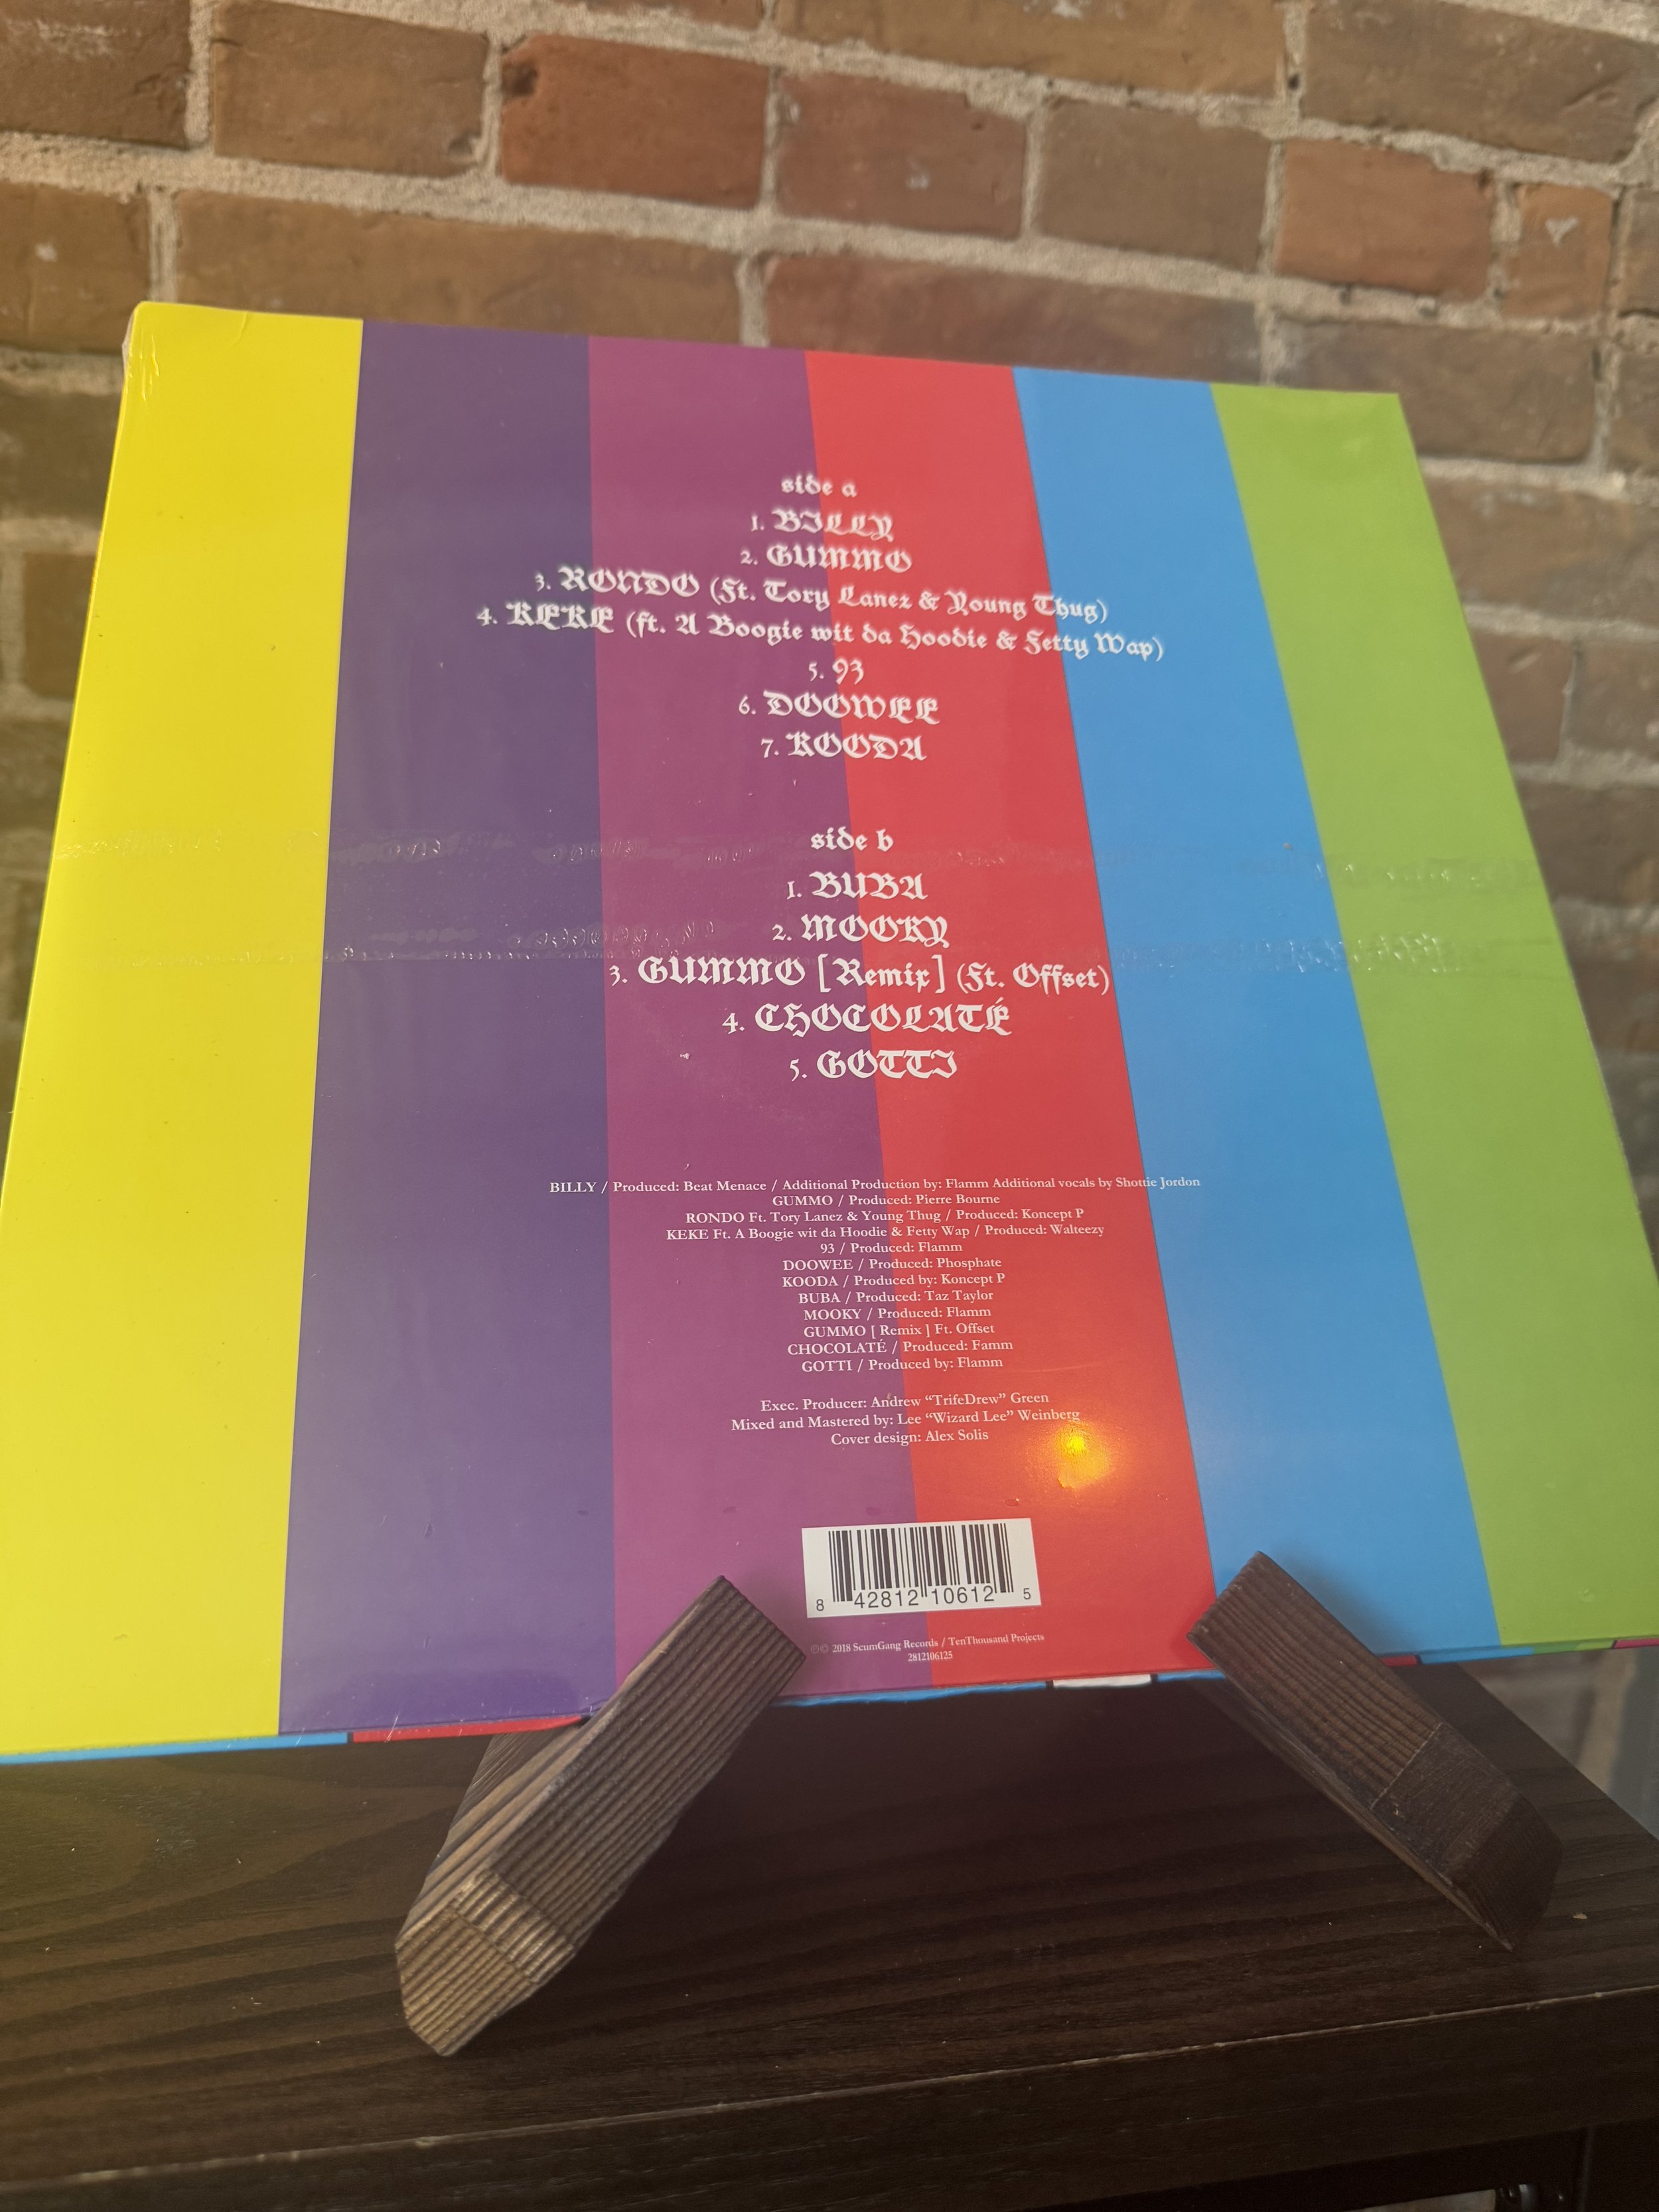 side a
1. BILLY
2. GUMMO
3. RONDO (Ft. Tory Lanez & Young Thug)
4. KEKE (ft. A Boogie wit da Hoodie & Fetty Wap)
5. 93
6. DOOWEE
7. KOODA
side b
1. BUBA
2. MOOKY
3. GUMMO [Remix] (Ft. Offset)
4. CHOCOLATÉ
5. GOTTI
BILLY / Produced: Beat Menace / Additional Production by: Flamm Additional vocals by Shottie Jordon
GUMMO / Produced: Pierre Bourne
RONDO Ft. Tory Lanez & Young Thug / Produced: Koncept P
KEKE Ft. A Boogie wit da Hoodie & Fetty Wap / Produced: Walteezy
93 / Produced: Flamm
DOOWEE / Produced: Phosphate
KOODA / Produced by: Koncept P
BUBA / Produced: Taz Taylor
MOOKY / Produced: Flamm
GUMMO [ Remix ] Ft. Offset
CHOCOLATÉ / Produced: Famm
GOTTI / Produced by: Flamm
Exec. Producer: Andrew “TrifeDrew” Green
Mixed and Mastered by: Lee “Wizard Lee” Weinberg
Cover design: Alex Solis
8 42812 10612 5
℗© 2018 ScumGang Records / TenThousand Projects
2812106125